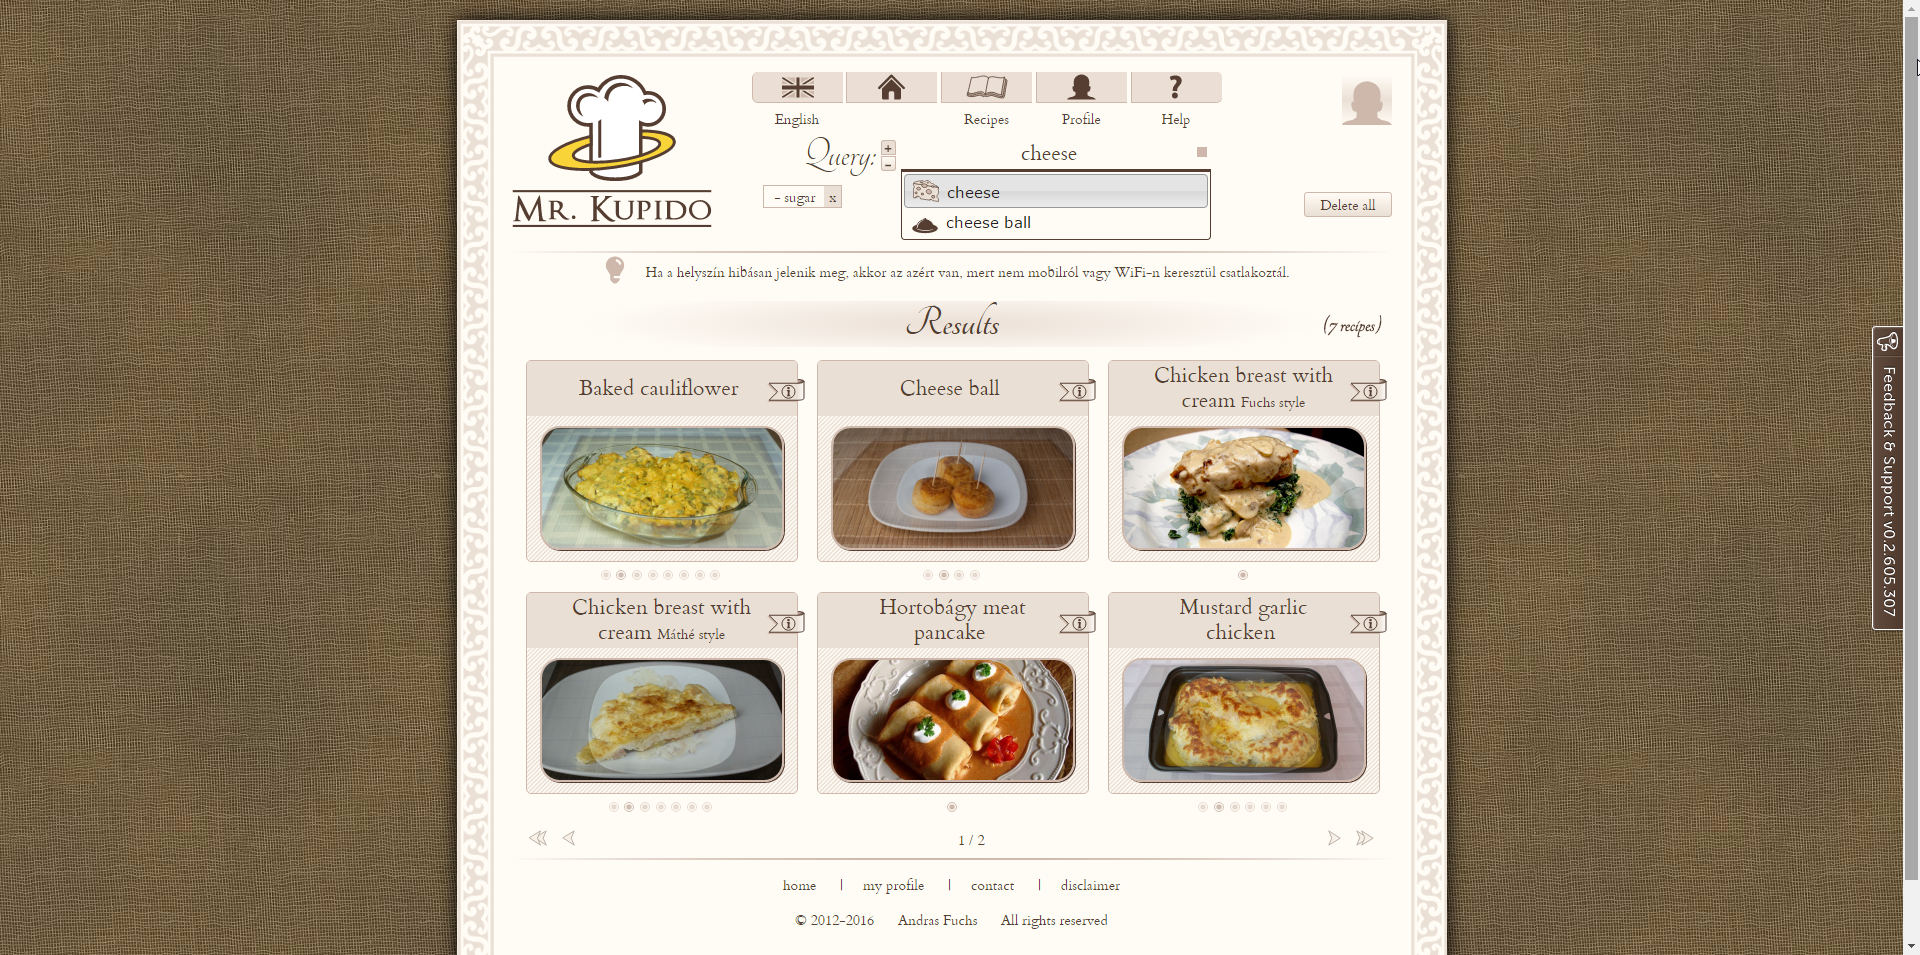 MR. KUPIDO
English
Recipes
Profile
? Help
Query:
+
-
cheese
- sugar x
cheese
cheese ball
Delete all
Ha a helyszín hibásan jelenik meg, akkor az azért van, mert nem mobilról vagy WiFi-n keresztül csatlakoztál.
Results
(7 recipes)
Baked cauliflower
Cheese ball
Chicken breast with
cream Fuchs style
Chicken breast with
cream Máthé style
Hortobágy meat
pancake
Mustard garlic
chicken
1 / 2
home | my profile | contact | disclaimer
© 2012-2016 Andras Fuchs All rights reserved
Feedback & Support v0.2.605.307